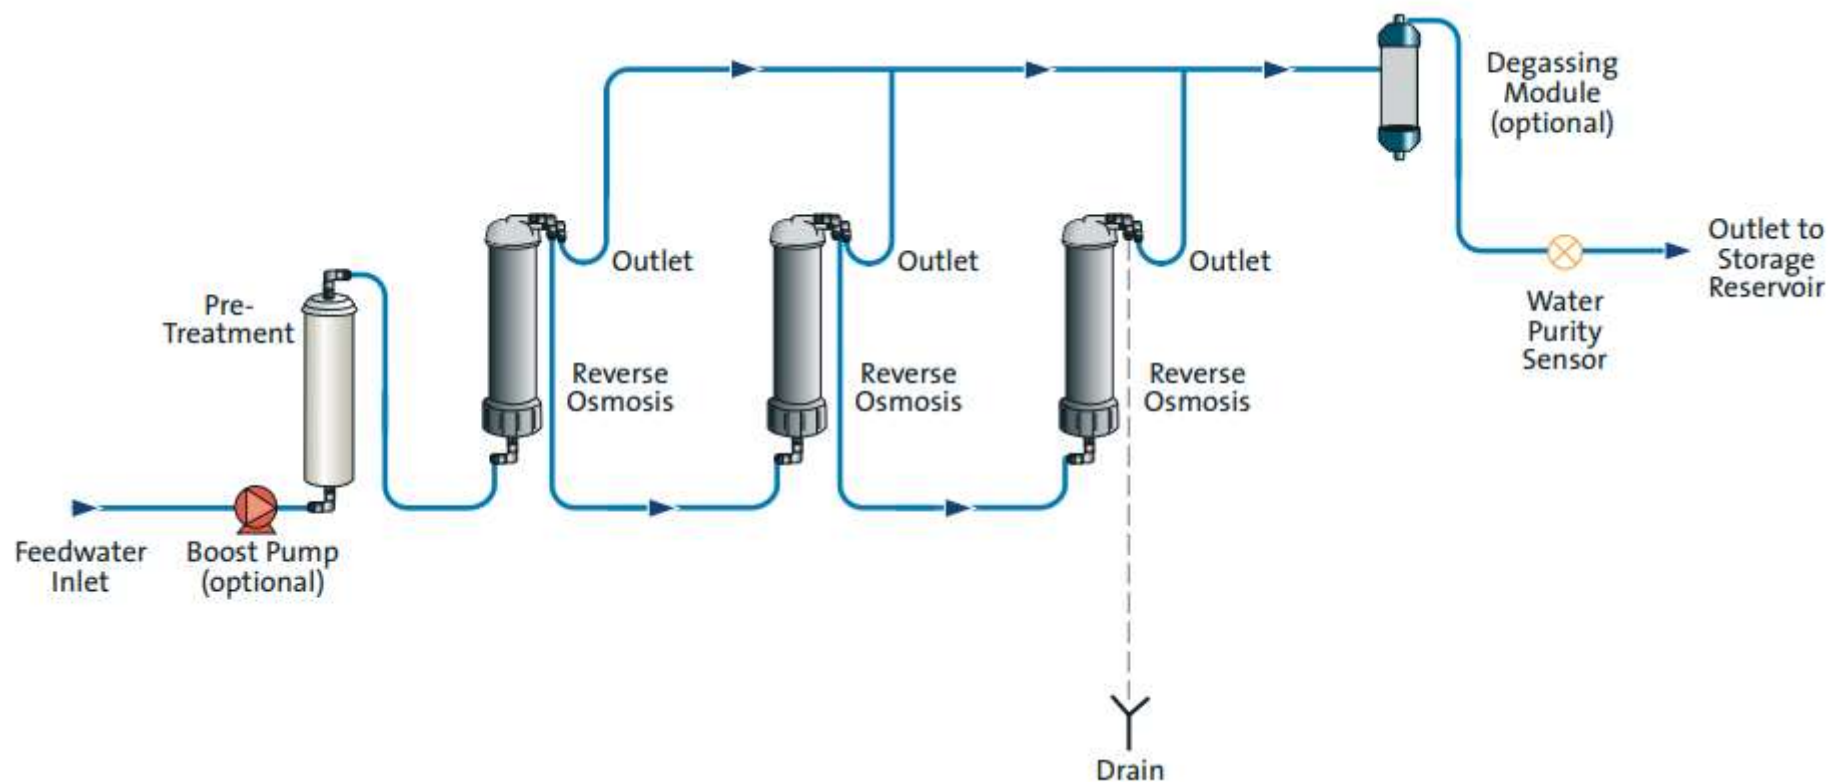 Degassing
Module
(optional)
Outlet to
Storage
Reservoir
Outlet
Outlet
Outlet
Pre-
Treatment
Water
Purity
Sensor
Reverse
Osmosis
Reverse
Osmosis
Reverse
Osmosis
Feedwater
Inlet
Boost Pump
(optional)
Drain